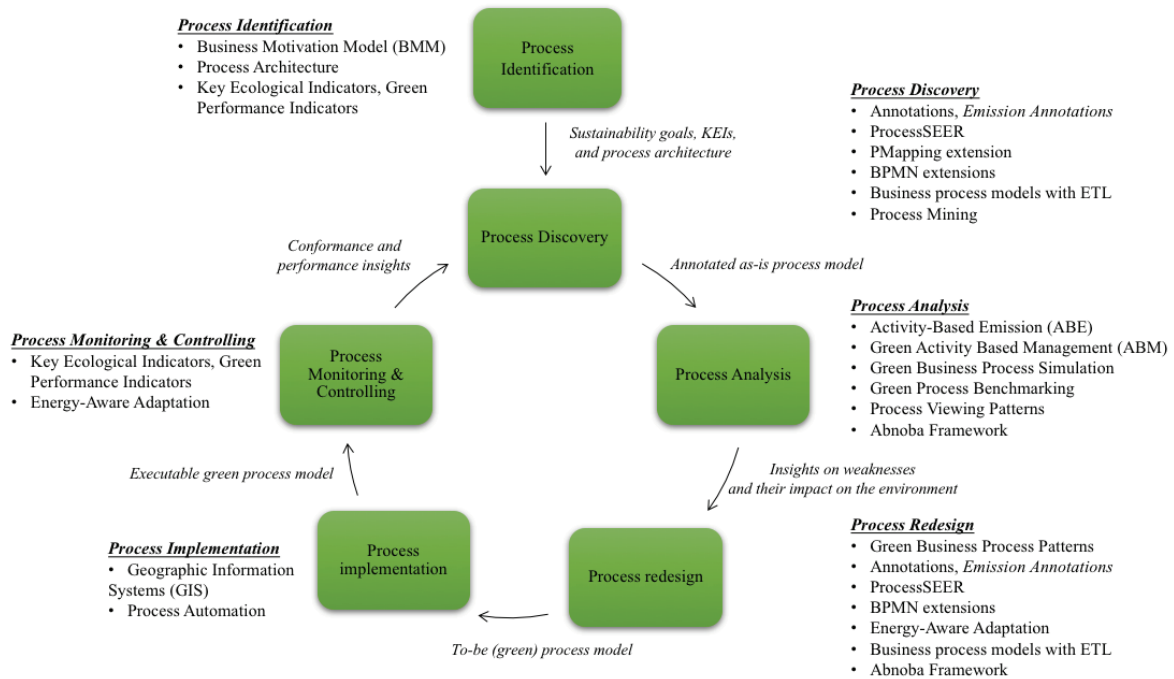 Process Identification
• Business Motivation Model (BMM)
• Process Architecture
• Key Ecological Indicators, Green
Performance Indicators
Process
Identification
Sustainability goals, KEIs,
and process architecture
Process Discovery
• Annotations, Emission Annotations
• ProcessSEER
• PMapping extension
• BPMN extensions
• Business process models with ETL
• Process Mining
Process Discovery
Conformance and
performance insights
Annotated as-is process model
Process Monitoring & Controlling
• Key Ecological Indicators, Green
Performance Indicators
• Energy-Aware Adaptation
Process
Monitoring &
Controlling
Process Analysis
Process Analysis
• Activity-Based Emission (ABE)
• Green Activity Based Management (ABM)
• Green Business Process Simulation
• Green Process Benchmarking
• Process Viewing Patterns
• Abnoba Framework
Executable green process model
Insights on weaknesses
and their impact on the environment
Process Implementation
• Geographic Information
Systems (GIS)
• Process Automation
Process
implementation
Process redesign
Process Redesign
• Green Business Process Patterns
• Annotations, Emission Annotations
• ProcessSEER
• BPMN extensions
• Energy-Aware Adaptation
• Business process models with ETL
• Abnoba Framework
To-be (green) process model